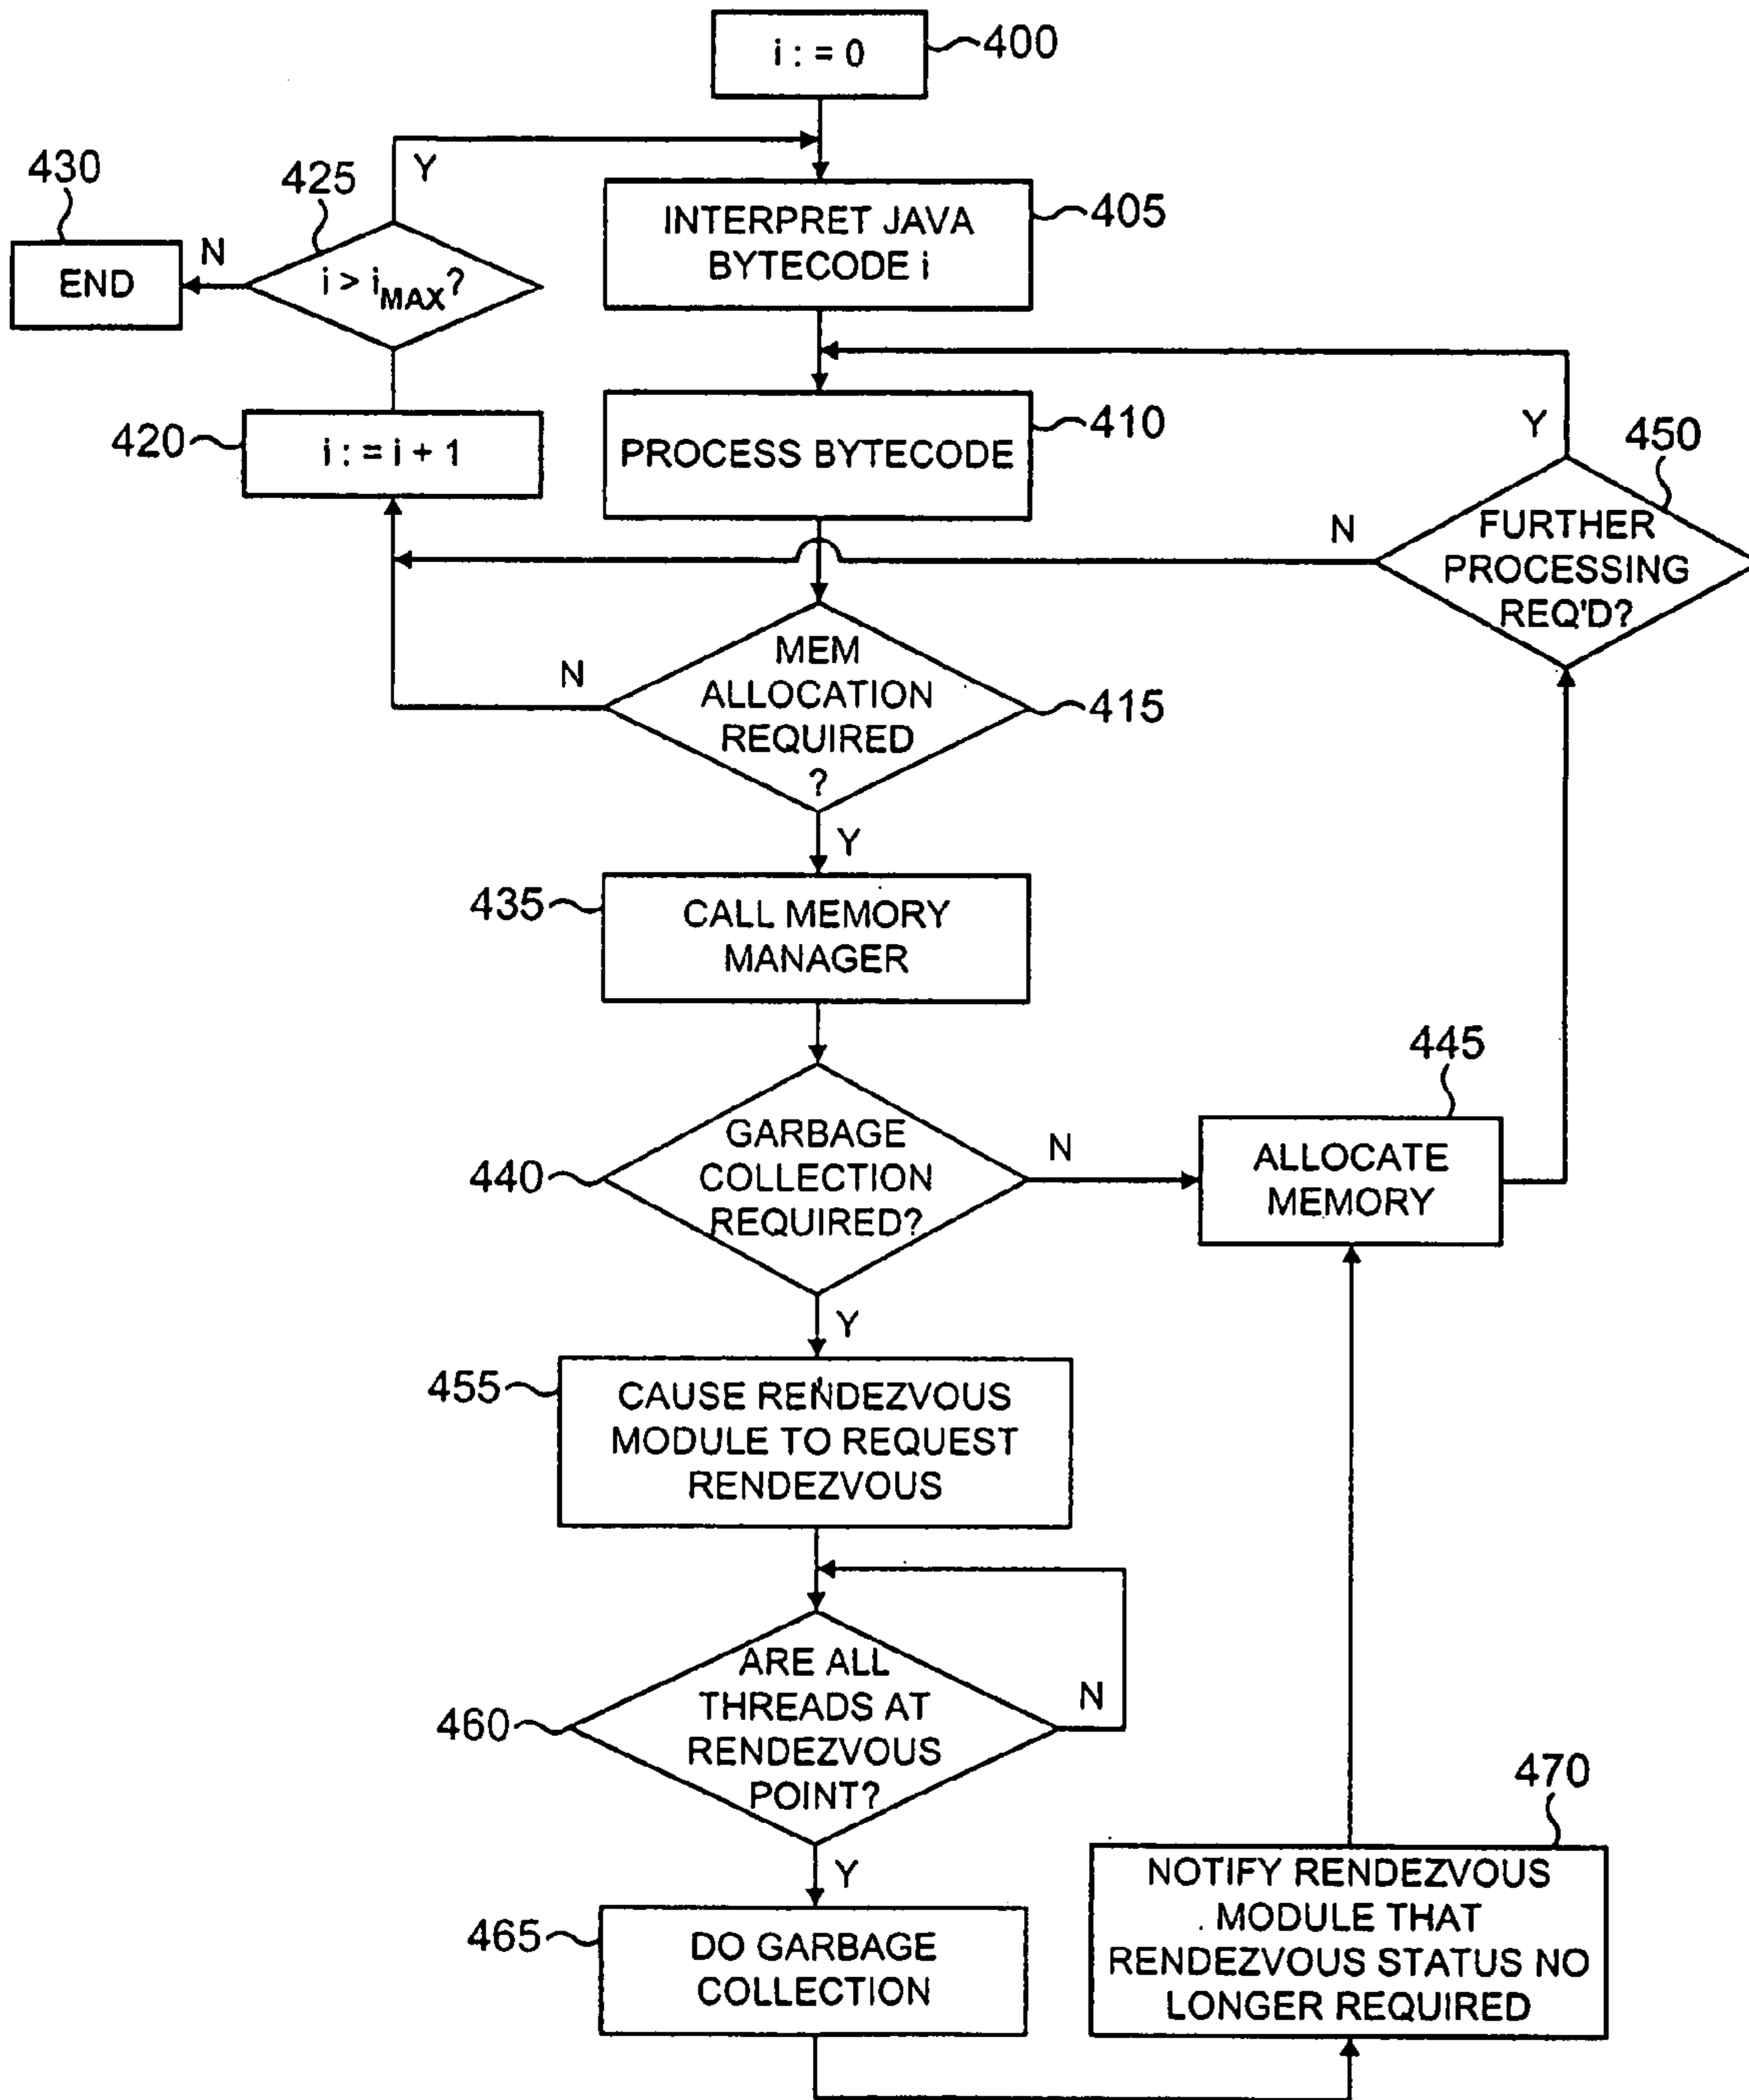 i : = 0
400
430
425
Y
END
N
i > iMAX?
INTERPRET JAVA
BYTECODE i
405
420
i : = i + 1
PROCESS BYTECODE
410
Y
450
N
FURTHER
PROCESSING
REQ'D?
N
MEM
ALLOCATION
REQUIRED
?
415
Y
435
CALL MEMORY
MANAGER
445
440
GARBAGE
COLLECTION
REQUIRED?
N
ALLOCATE
MEMORY
Y
455
CAUSE RENDEZVOUS
MODULE TO REQUEST
RENDEZVOUS
460
ARE ALL
THREADS AT
RENDEZVOUS
POINT?
N
Y
470
465
DO GARBAGE
COLLECTION
NOTIFY RENDEZVOUS
MODULE THAT
RENDEZVOUS STATUS NO
LONGER REQUIRED